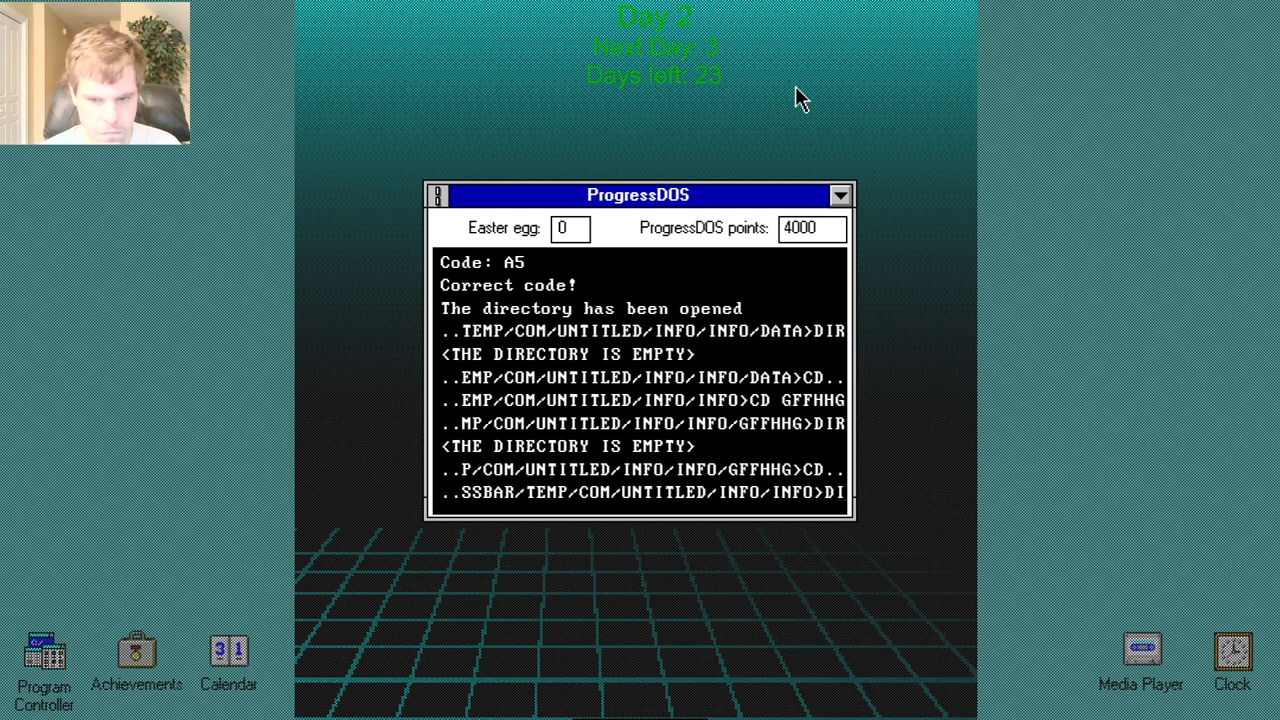 Day 2
Next Day: 3
Days left: 23
ProgressDOS
Easter egg: 0 ProgressDOS points: 4000
Code: A5
Correct code!
The directory has been opened
..TEMP/COM/UNTITLED/INFO/INFO/DATA>DIR
<THE DIRECTORY IS EMPTY>
..EMP/COM/UNTITLED/INFO/INFO/DATA>CD..
..EMP/COM/UNTITLED/INFO/INFO>CD GFFHHG
..MP/COM/UNTITLED/INFO/INFO/GFFHHG>DIR
<THE DIRECTORY IS EMPTY>
..P/COM/UNTITLED/INFO/INFO/GFFHHG>CD..
..SSBAR/TEMP/COM/UNTITLED/INFO/INFO>DI
31
Program
Controller
Achievements
Calendar
Media Player
Clock